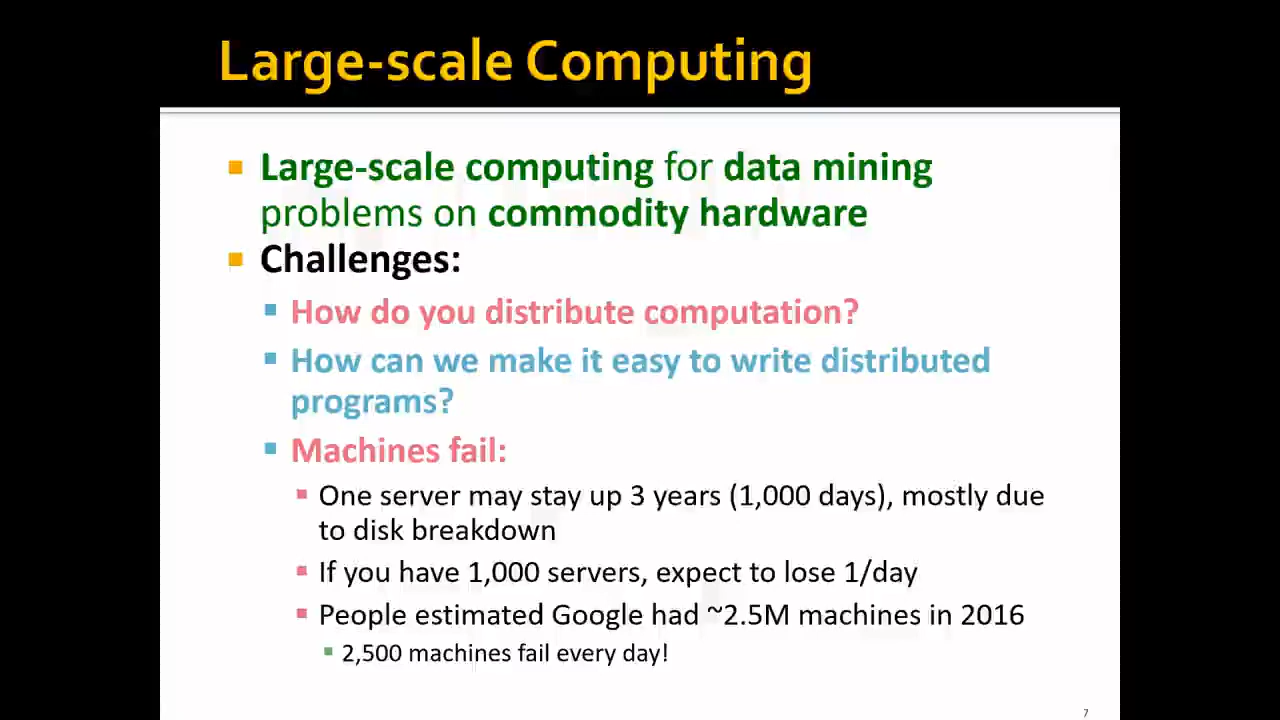 Large-scale Computing
Large-scale computing for data mining
problems on commodity hardware
Challenges:
How do you distribute computation?
How can we make it easy to write distributed
programs?
Machines fail:
One server may stay up 3 years (1,000 days), mostly due
to disk breakdown
If you have 1,000 servers, expect to lose 1/day
People estimated Google had ~2.5M machines in 2016
2,500 machines fail every day!
7